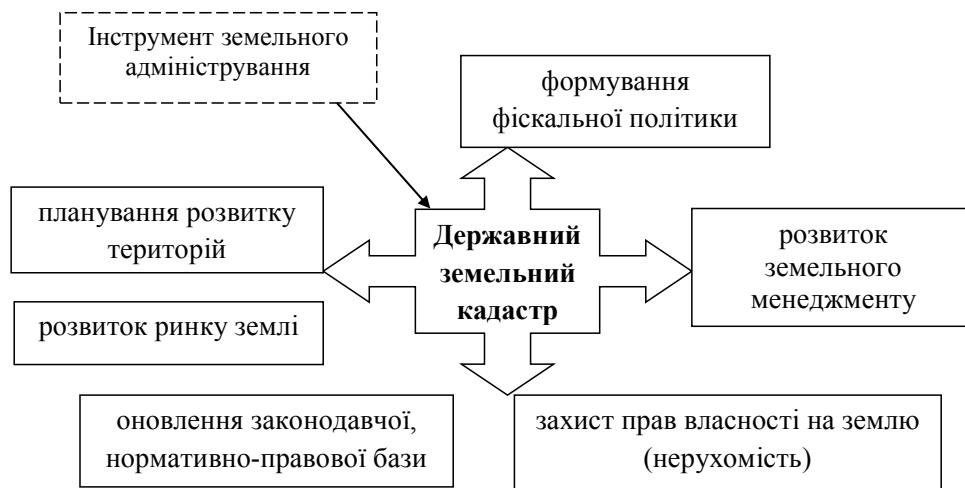 Інструмент земельного
адміністрування
формування
фіскальної політики
планування розвитку
територій
Державний
земельний
кадастр
розвиток
земельного
менеджменту
розвиток ринку землі
оновлення законодавчої,
нормативно-правової бази
захист прав власності на землю
(нерухомість)